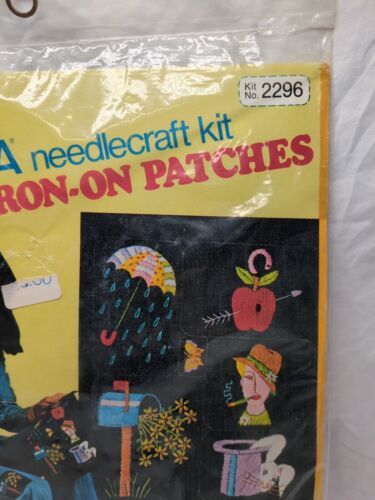 Kit
No. 2296
A® needlecraft kit
RON-ON PATCHES